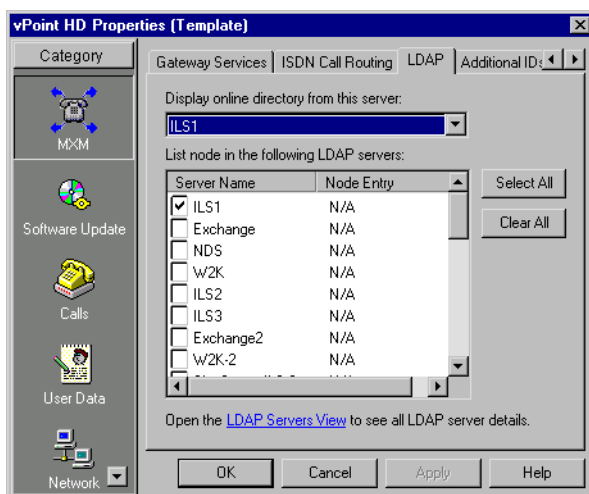 vPoint HD Properties (Template)
Category
MXM
Software Update
Calls
User Data
Network
Gateway Services ISDN Call Routing LDAP Additional IDs
Display online directory from this server:
ILS1
List node in the following LDAP servers:
Server Name Node Entry
ILS1 N/A
Exchange N/A
NDS N/A
W2K N/A
ILS2 N/A
ILS3 N/A
Exchange2 N/A
W2K-2 N/A
Select All
Clear All
Open the LDAP Servers View to see all LDAP server details.
OK Cancel Apply Help